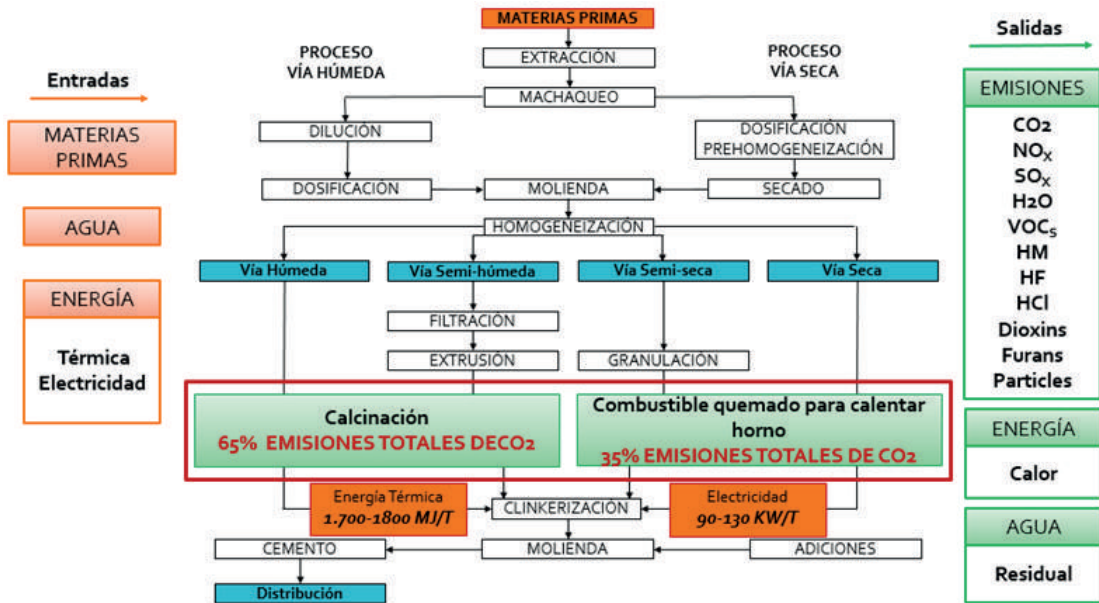 MATERIAS PRIMAS
Salidas
PROCESO
VÍA HÚMEDA
PROCESO
VÍA SECA
EXTRACCIÓN
Entradas
MACHAQUEO
EMISIONES
MATERIAS
PRIMAS
DILUCIÓN
DOSIFICACIÓN
PREHOMOGENEIZACIÓN
CO2
NOX
SOX
H2O
VOCS
HM
HF
HCl
Dioxins
Furans
Particles
DOSIFICACIÓN
MOLIENDA
SECADO
AGUA
HOMOGENEIZACIÓN
Vía Húmeda
Vía Semi-húmeda
Vía Semi-seca
Vía Seca
ENERGÍA
Térmica
Electricidad
FILTRACIÓN
EXTRUSIÓN
GRANULACIÓN
Calcinación
65% EMISIONES TOTALES DECO2
Combustible quemado para calentar
horno
35% EMISIONES TOTALES DE CO2
ENERGÍA
Calor
Energía Térmica
1.700-1800 MJ/T
CLINKERIZACIÓN
Electricidad
90-130 KW/T
AGUA
Residual
CEMENTO
MOLIENDA
ADICIONES
Distribución